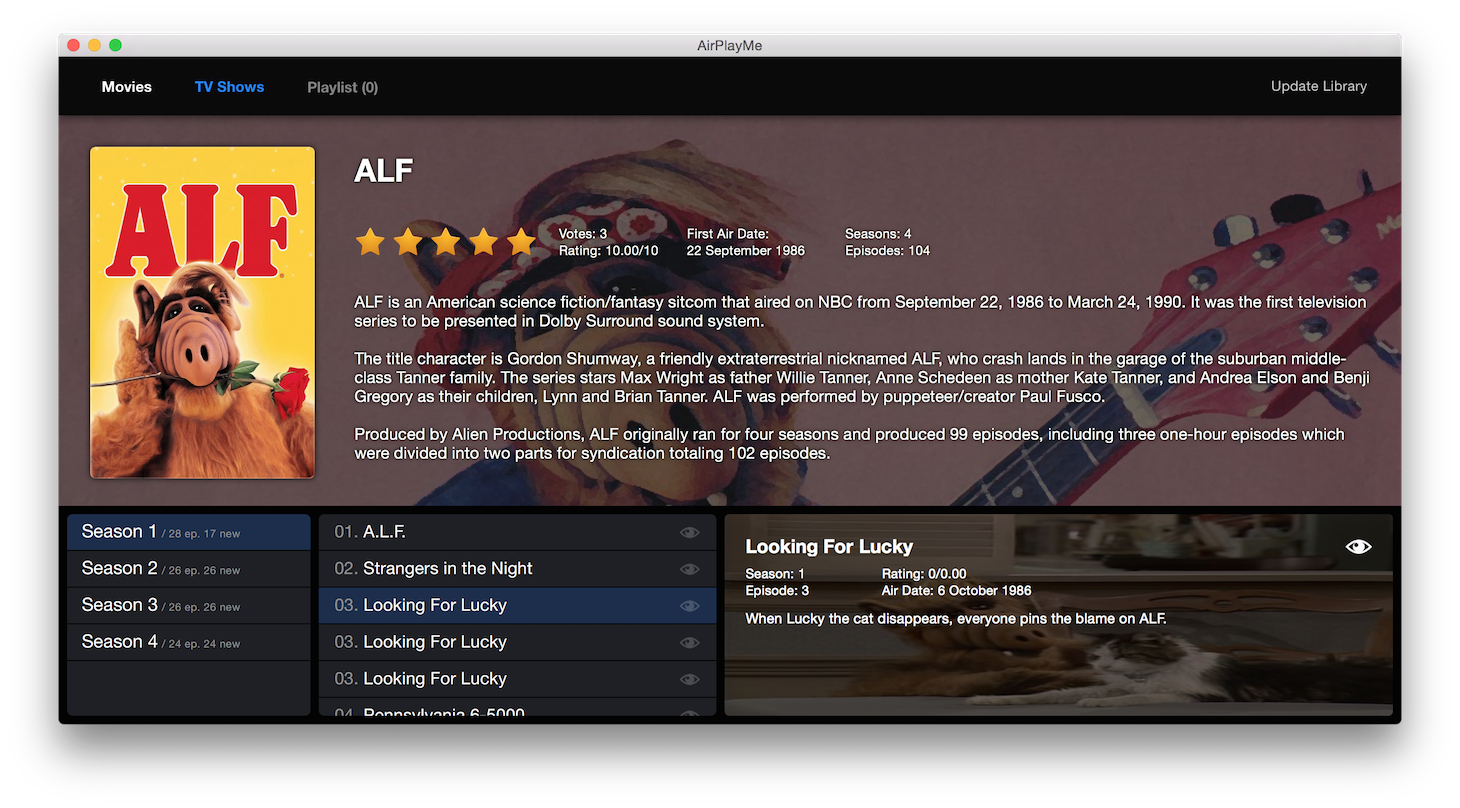 AirPlayMe
Movies
TV Shows
Playlist (0)
Update Library
ALF
ALF
Votes: 3
Rating: 10.00/10
First Air Date:
22 September 1986
Seasons: 4
Episodes: 104
ALF is an American science fiction/fantasy sitcom that aired on NBC from September 22, 1986 to March 24, 1990. It was the first television
series to be presented in Dolby Surround sound system.
The title character is Gordon Shumway, a friendly extraterrestrial nicknamed ALF, who crash lands in the garage of the suburban middle-
class Tanner family. The series stars Max Wright as father Willie Tanner, Anne Schedeen as mother Kate Tanner, and Andrea Elson and Benji
Gregory as their children, Lynn and Brian Tanner. ALF was performed by puppeteer/creator Paul Fusco.
Produced by Alien Productions, ALF originally ran for four seasons and produced 99 episodes, including three one-hour episodes which
were divided into two parts for syndication totaling 102 episodes.
Season 1 / 28 ep. 17 new
Season 2 / 26 ep. 26 new
Season 3 / 26 ep. 26 new
Season 4 / 24 ep. 24 new
01. A.L.F.
02. Strangers in the Night
03. Looking For Lucky
03. Looking For Lucky
03. Looking For Lucky
04. Pennsylvania 6-5000
Looking For Lucky
Season: 1
Episode: 3
Rating: 0/0.00
Air Date: 6 October 1986
When Lucky the cat disappears, everyone pins the blame on ALF.